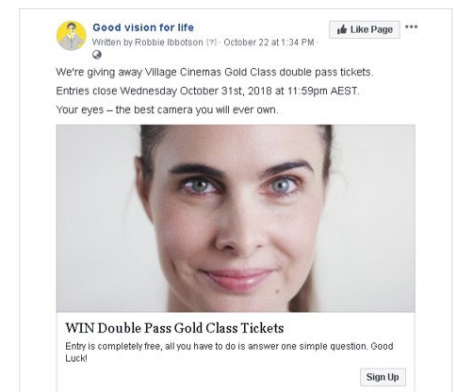 Good vision for life
Like Page
Written by Robbie Ibbotson [?] · October 22 at 1:34 PM ·
We're giving away Village Cinemas Gold Class double pass tickets.
Entries close Wednesday October 31st, 2018 at 11:59pm AEST.
Your eyes – the best camera you will ever own.
WIN Double Pass Gold Class Tickets
Entry is completely free, all you have to do is answer one simple question. Good
Luck!
Sign Up